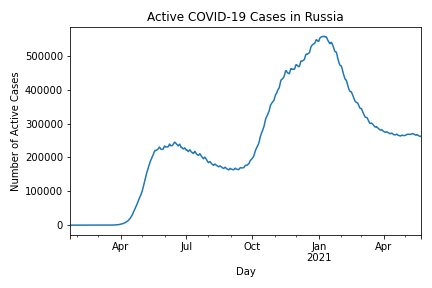 Active COVID-19 Cases in Russia
Number of Active Cases
500000
400000
300000
200000
100000
0
Apr
Jul
Oct
Jan
2021
Apr
Day